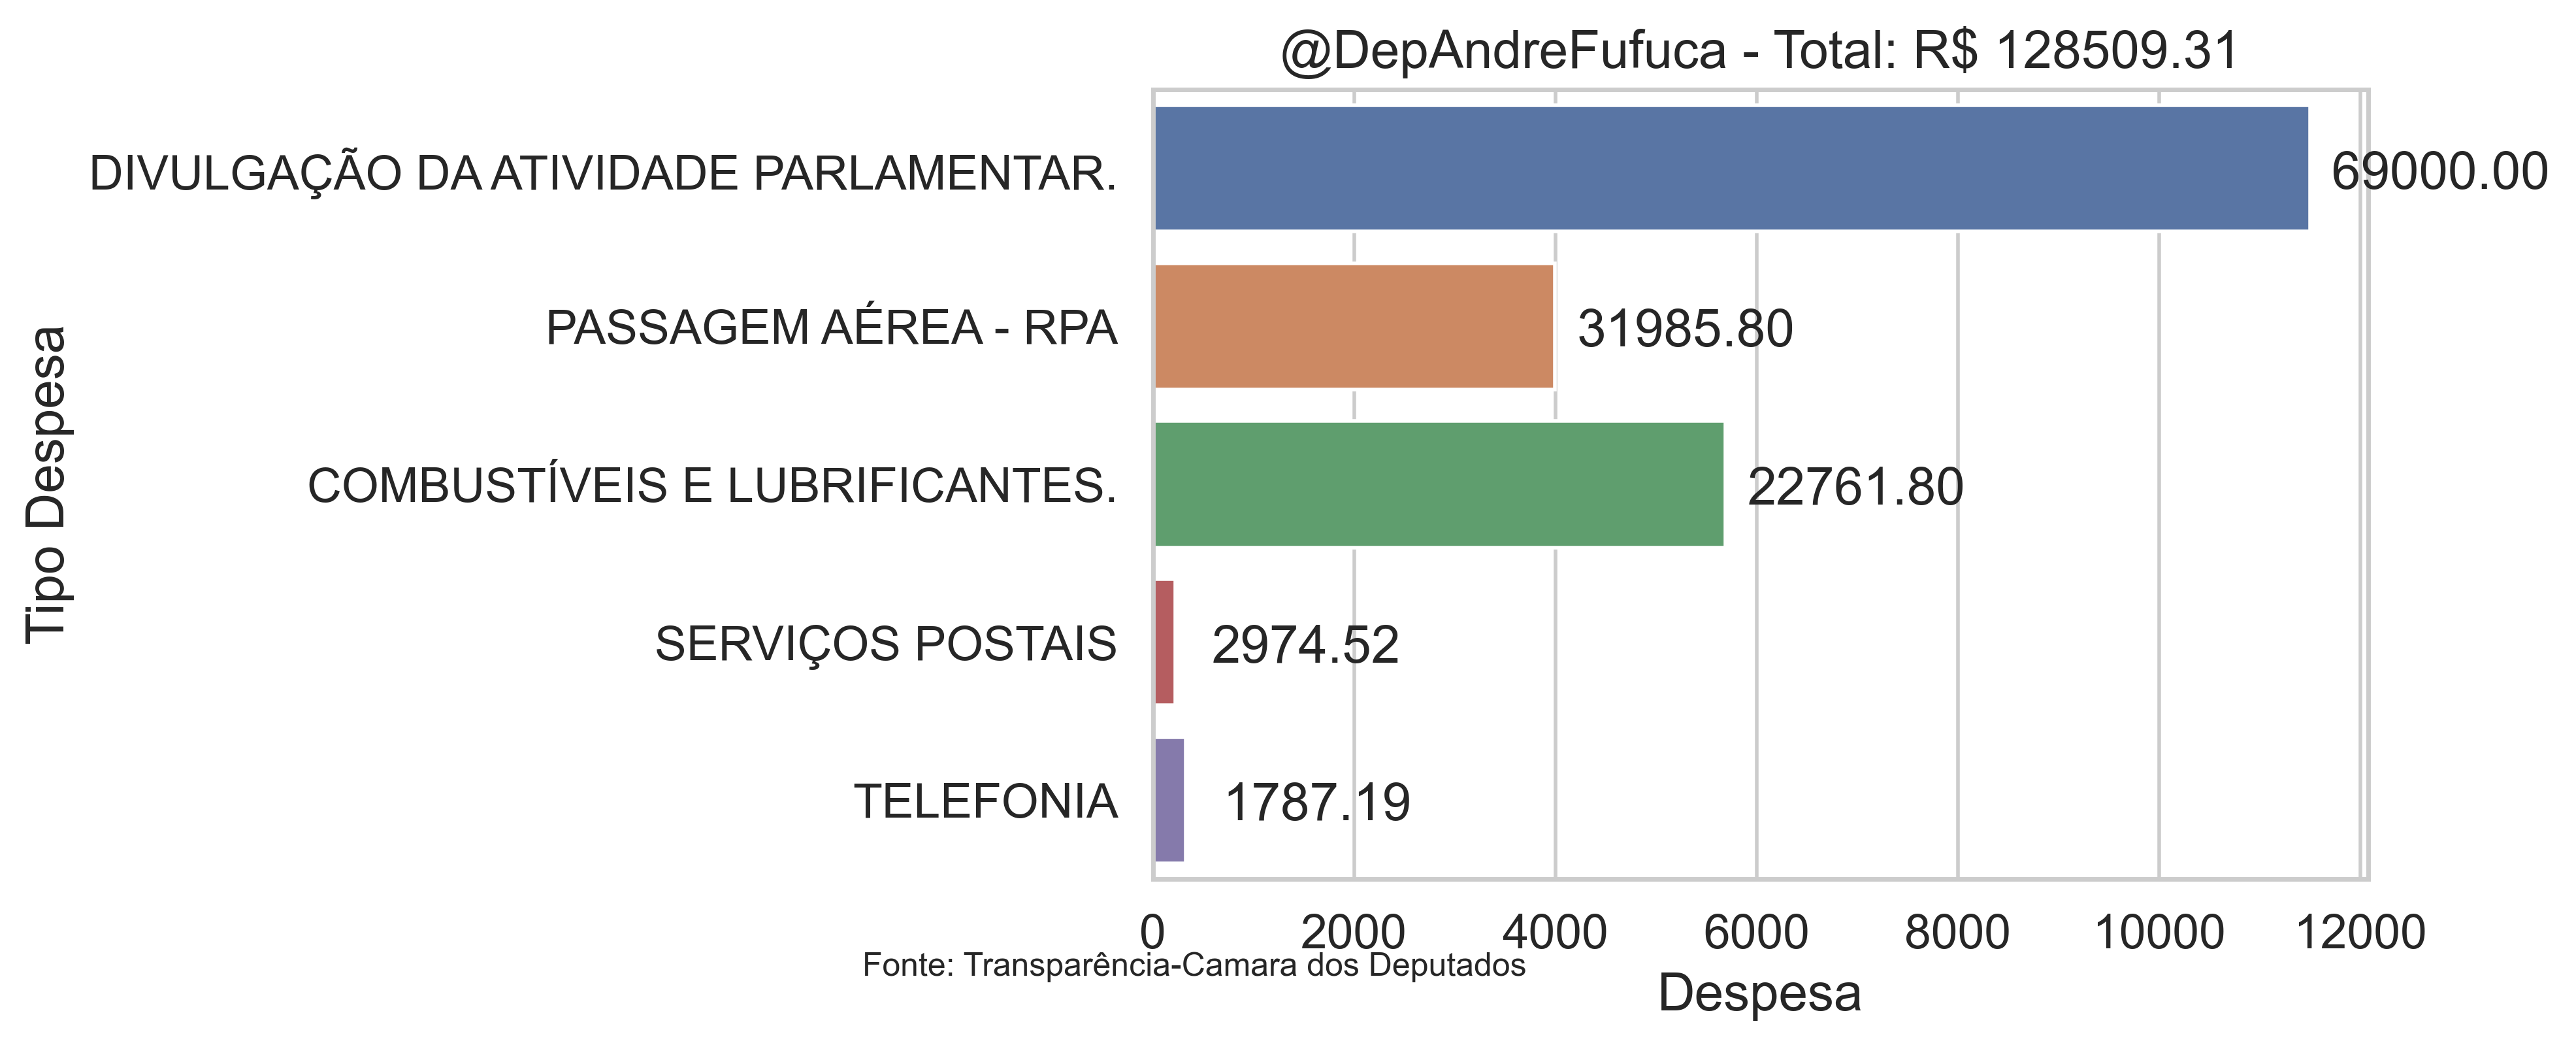 @DepAndreFufuca - Total: R$ 128509.31
DIVULGAÇÃO DA ATIVIDADE PARLAMENTAR.
69000.00
PASSAGEM AÉREA - RPA
31985.80
COMBUSTÍVEIS E LUBRIFICANTES.
22761.80
SERVIÇOS POSTAIS
2974.52
TELEFONIA
1787.19
Tipo Despesa
0 2000 4000 6000 8000 10000 12000
Fonte: Transparência-Camara dos Deputados
Despesa